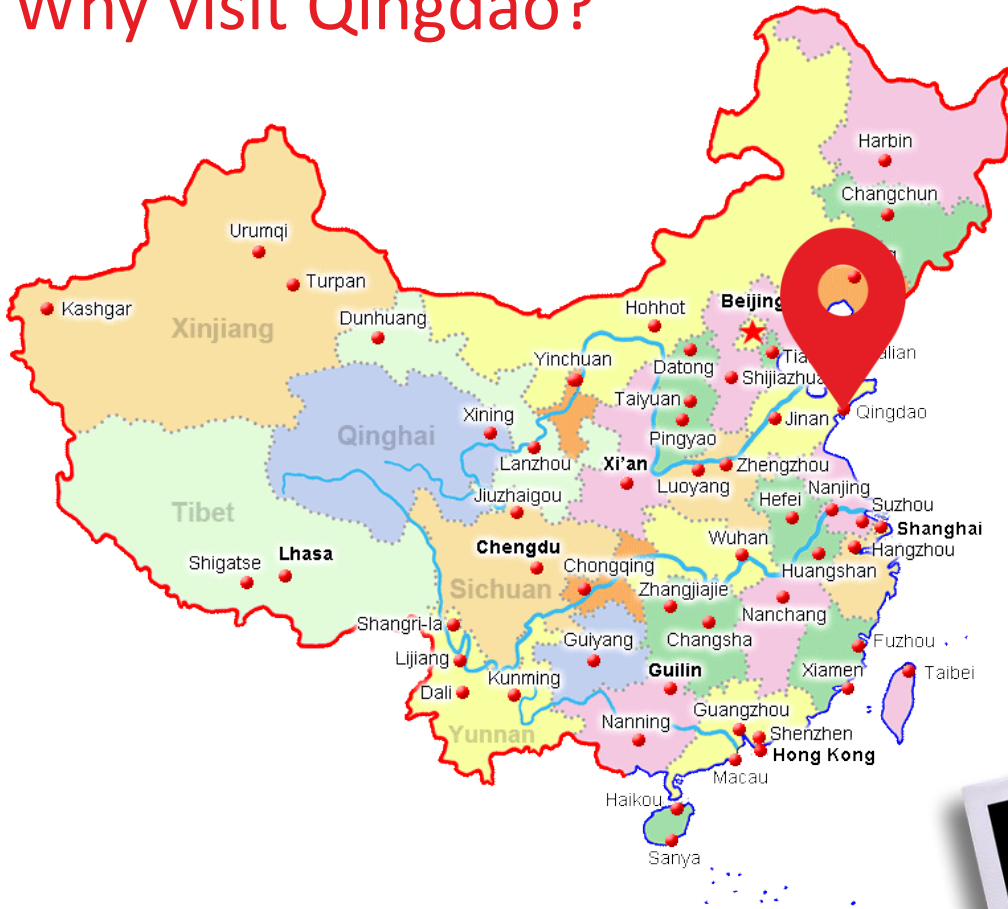 Why visit Qingdao?
Harbin
Changchun
Urumqi
Turpan
Kashgar
Xinjiang
Dunhuang
Hohhot
Beijing
Yinchuan
Datong
Shijiazhua
Taiyuan
Xining
Qinghai
Pingyao
Jinan
Qingdao
Lanzhou
Xi'an
Zhengzhou
Luoyang
Jiuzhaigou
Hefei
Nanjing
Suzhou
Tibet
Shanghai
Wuhan
Hangzhou
Chengdu
Lhasa
Shigatse
Chongqing
Huangshan
Sichuan
Zhangjiajie
Nanchang
Shangri-la
Guiyang
Changsha
Fuzhou
Lijiang
Guilin
Xiamen
Taibei
Dali
Kunming
Guangzhou
Nanning
Yunnan
Shenzhen
Hong Kong
Macau
Haikou
Sanya